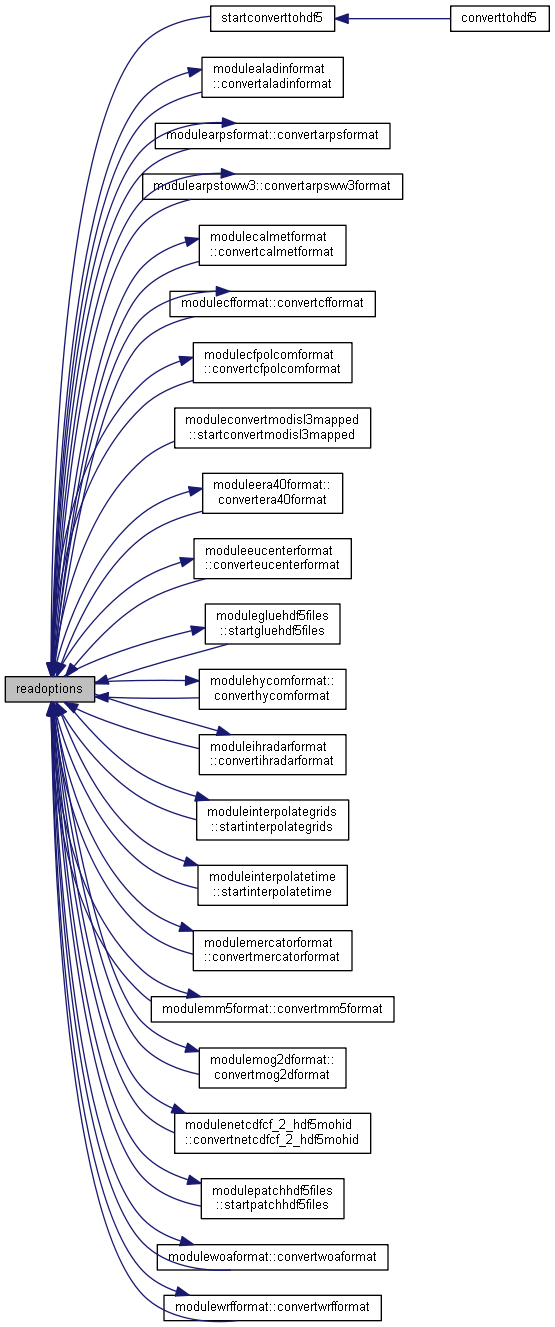 startconverttohdf5
converttohdf5
modulealadinformat
::convertaladinformat
modulearpsformat::convertarpsformat
modulearpstoww3::convertarpsww3format
modulecalmetformat
::convertcalmetformat
modulecfformat::convertcfformat
modulecfpolcomformat
::convertcfpolcomformat
moduleconvertmodisl3mapped
::startconvertmodisl3mapped
moduleera40format::
convertera40format
moduleeucenterformat
::converteucenterformat
modulegluehdf5files
::startgluehdf5files
readoptions
modulehycomformat::
converthycomformat
moduleihradarformat
::convertihradarformat
moduleinterpolategrids
::startinterpolategrids
moduleinterpolatetime
::startinterpolatetime
modulemercatorformat
::convertmercatorformat
modulemm5format::convertmm5format
modulemog2dformat::
convertmog2dformat
modulenetcdfcf_2_hdf5mohid
::convertnetcdfcf_2_hdf5mohid
modulepatchhdf5files
::startpatchhdf5files
modulewoaformat::convertwoaformat
modulewrfformat::convertwrfformat